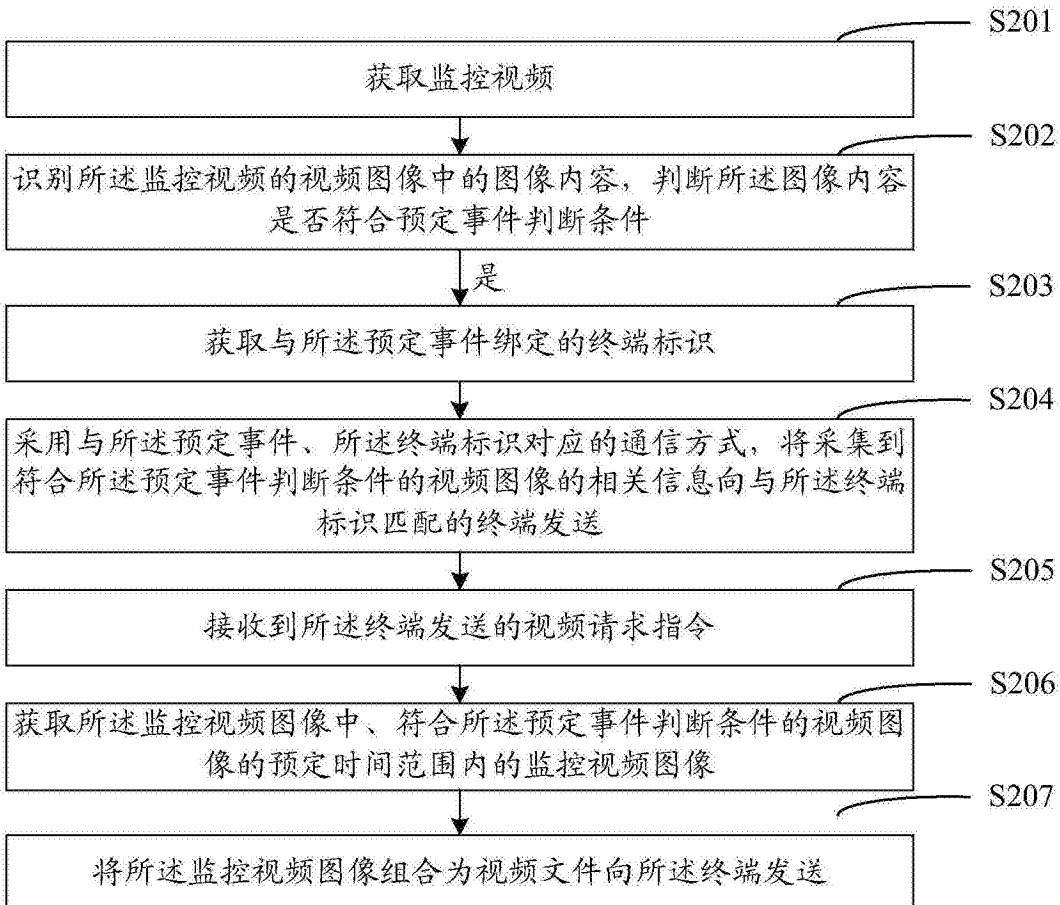 S201
获取监控视频
S202
识别所述监控视频的视频图像中的图像内容，判断所述图像内容
是否符合预定事件判断条件
是
S203
获取与所述预定事件绑定的终端标识
S204
采用与所述预定事件、所述终端标识对应的通信方式，将采集到
符合所述预定事件判断条件的视频图像的相关信息向与所述终端
标识匹配的终端发送
S205
接收到所述终端发送的视频请求指令
S206
获取所述监控视频图像中、符合所述预定事件判断条件的视频图
像的预定时间范围内的监控视频图像
S207
将所述监控视频图像组合为视频文件向所述终端发送